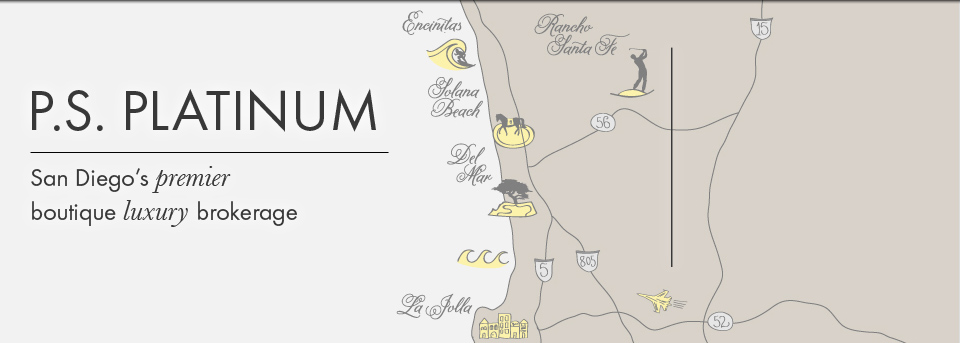 P.S. PLATINUM
San Diego's premier
boutique luxury brokerage
Encinitas
Rancho
Santa Fe
15
Solana
Beach
56
Del
Mar
5
805
La Jolla
52